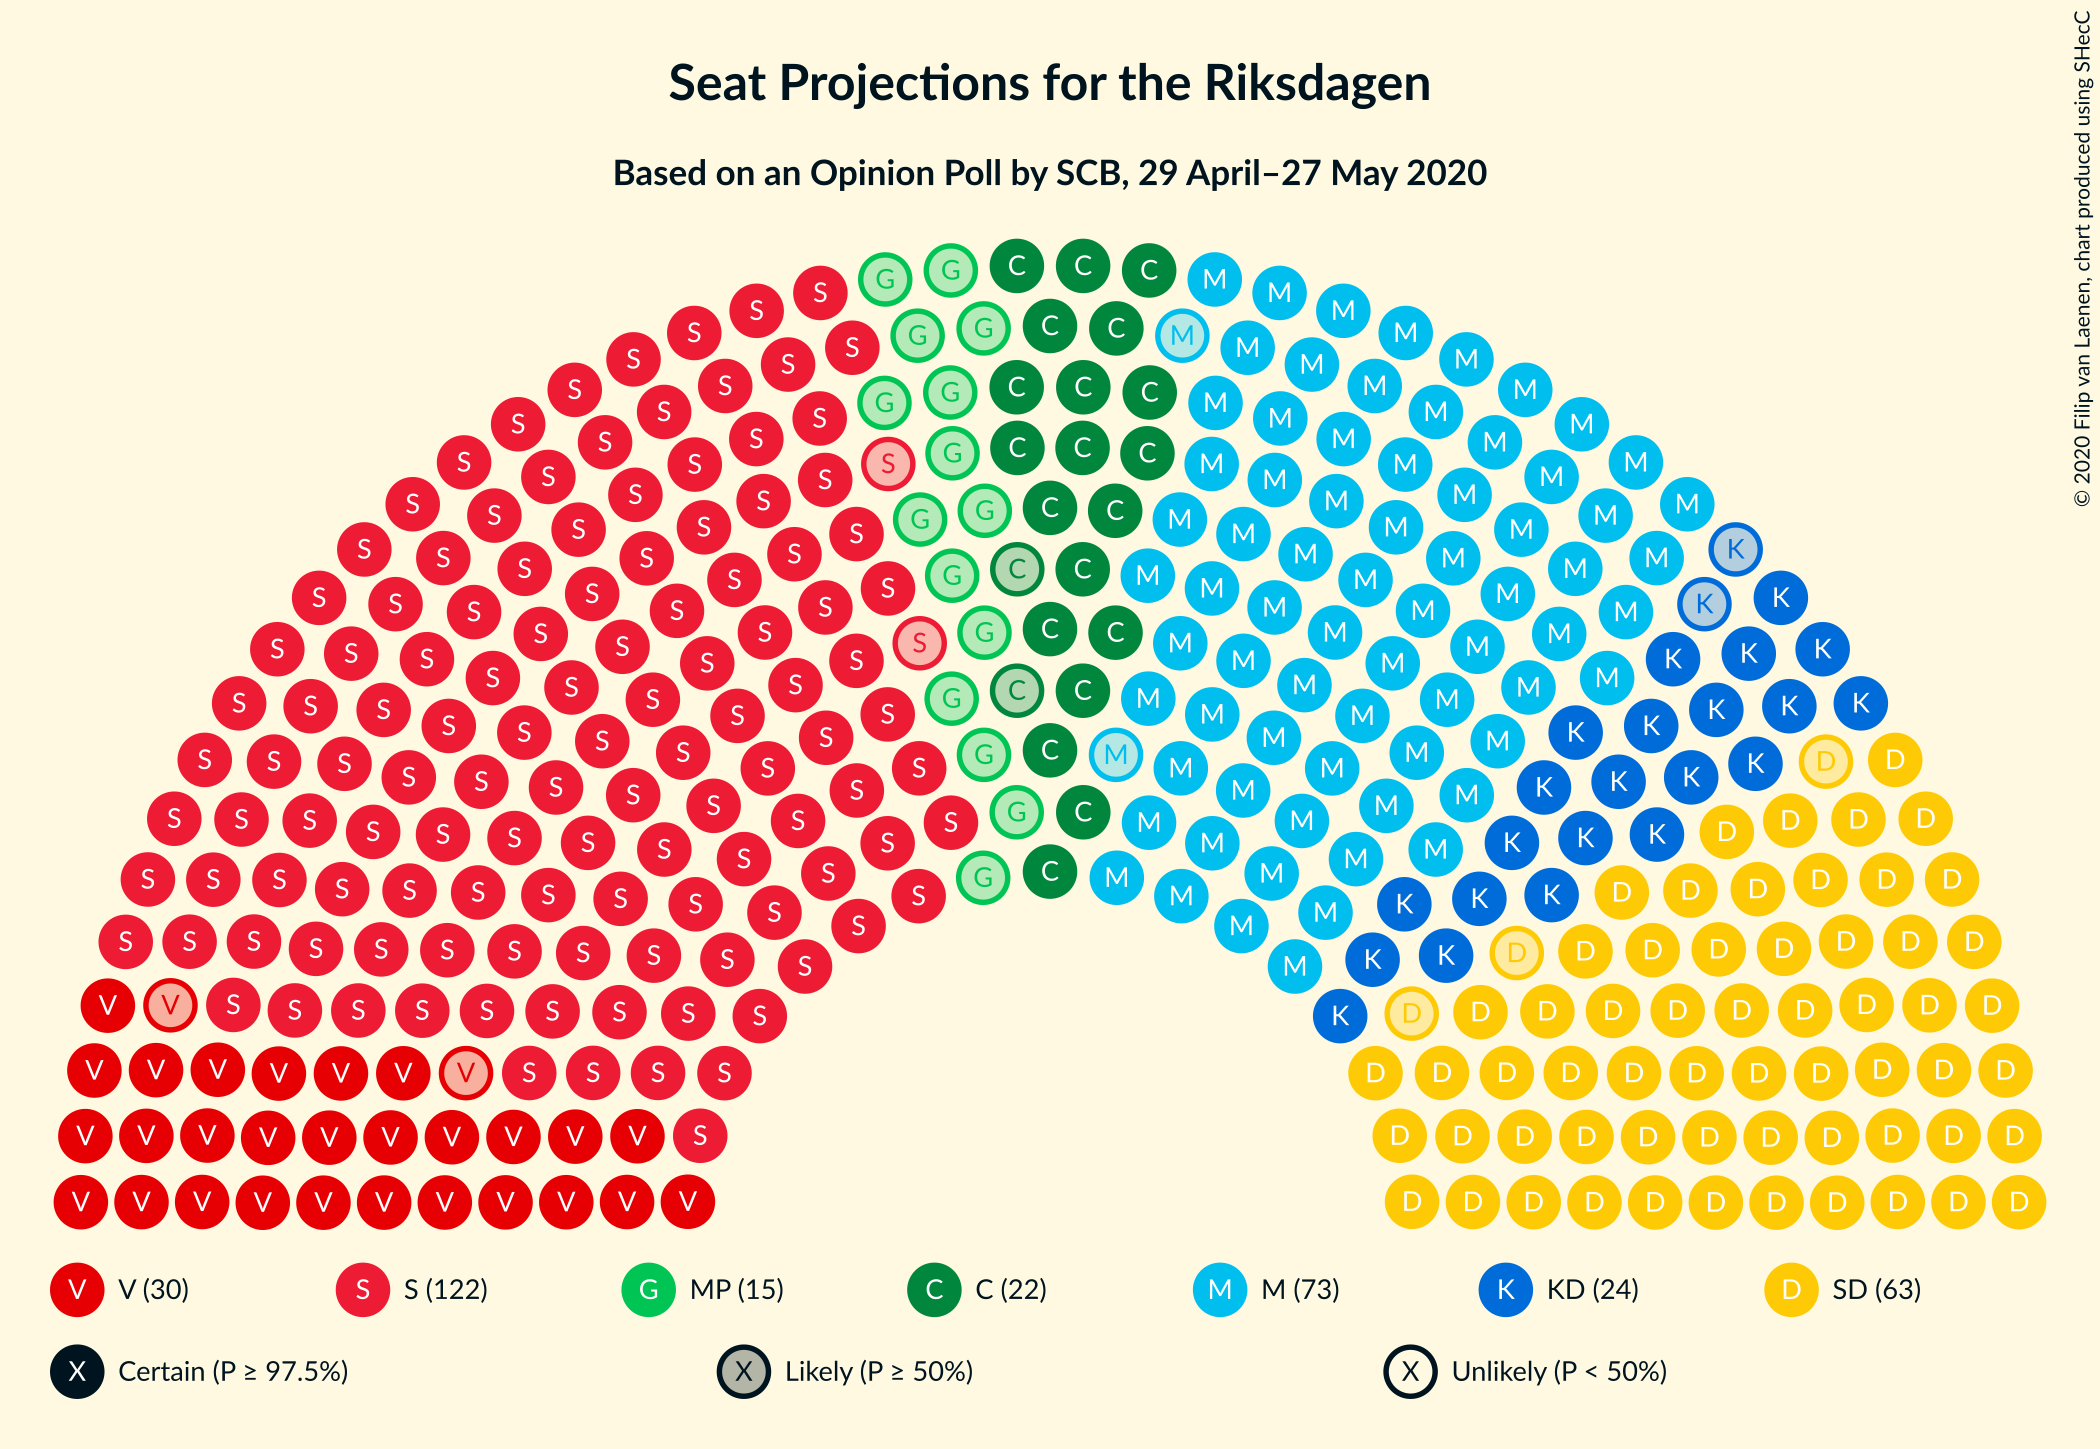 Seat Projections for the Riksdagen
Based on an Opinion Poll by SCB, 29 April–27 May 2020
© 2020 Filip van Laenen, chart produced using SHecC
V V (30) S S (122) G MP (15) C C (22) M M (73) K KD (24) D SD (63)
X Certain (P ≥ 97.5%) X Likely (P ≥ 50%) X Unlikely (P < 50%)